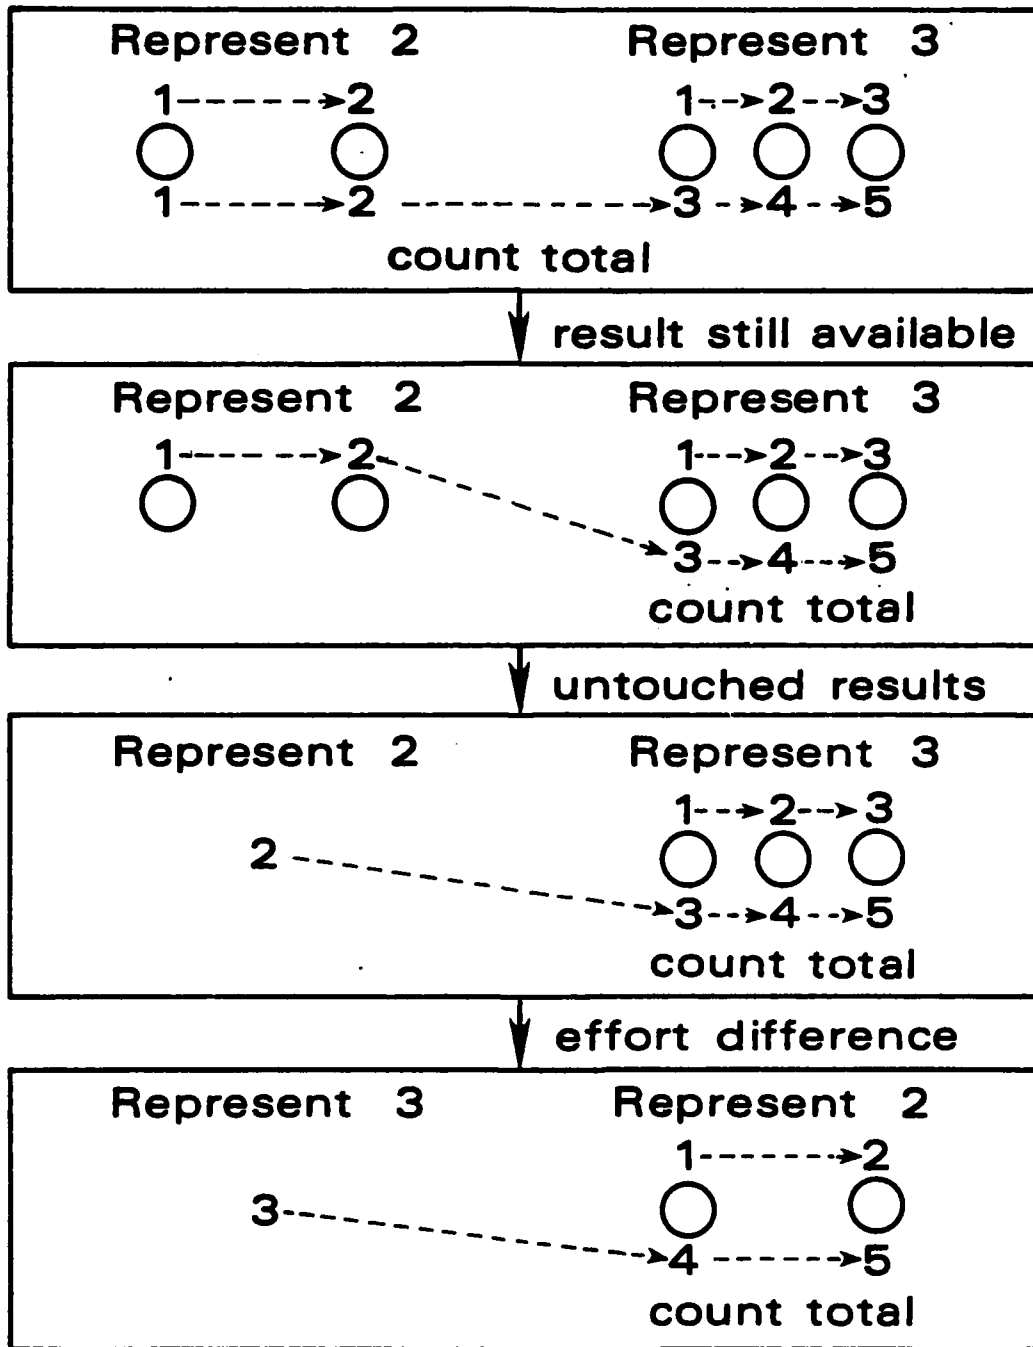 Represent 2 Represent 3
1 2 1 2 3
1 2 3 4 5
count total
result still available
Represent 2 Represent 3
1 2 1 2 3
3 4 5
count total
untouched results
Represent 2 Represent 3
1 2 3
2
3 4 5
count total
effort difference
Represent 3 Represent 2
1 2
3
4 5
count total